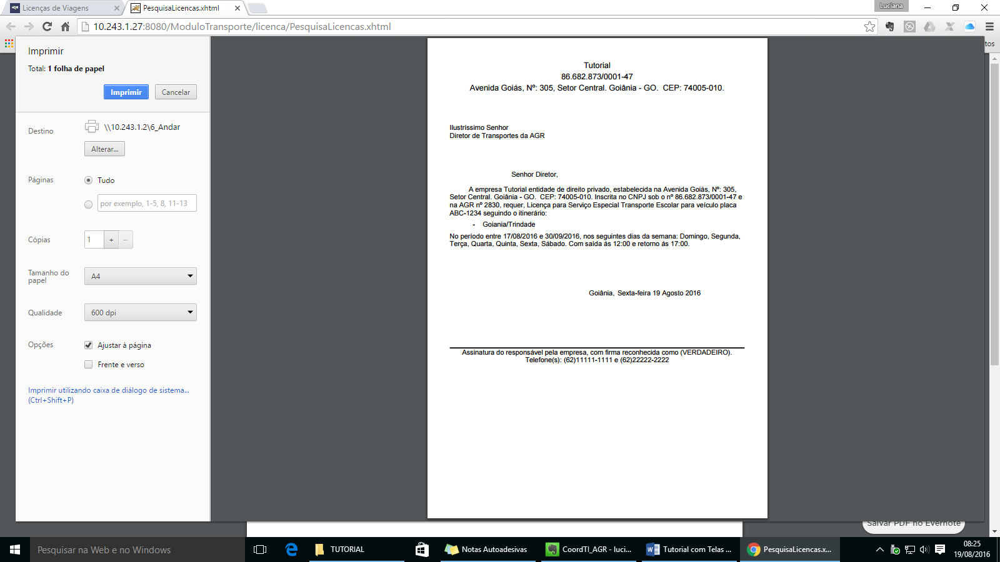 Licenças de Viagens
PesquisaLicencas.xhtml
Luciana
10.243.1.27:8080/ModuloTransporte/licenca/PesquisaLicencas.xhtml
tos
Imprimir
Total: 1 folha de papel
Imprimir
Cancelar
Destino
\\10.243.1.2\6_Andar
Alterar...
Páginas
Tudo
por exemplo, 1-5, 8, 11-13
Cópias
1
+
−
Tamanho do
papel
A4
Qualidade
600 dpi
Opções
Ajustar à página
Frente e verso
Imprimir utilizando caixa de diálogo de sistema...
(Ctrl+Shift+P)
Tutorial
86.682.873/0001-47
Avenida Goiás, Nº: 305, Setor Central. Goiânia - GO.  CEP: 74005-010.
Ilustríssimo Senhor
Diretor de Transportes da AGR
Senhor Diretor,
A empresa Tutorial entidade de direito privado, estabelecida na Avenida Goiás, Nº: 305,
Setor Central. Goiânia - GO.  CEP: 74005-010. Inscrita no CNPJ sob o nº 86.682.873/0001-47 e
na AGR nº 2830, requer, Licença para Serviço Especial Transporte Escolar para veículo placa
ABC-1234 seguindo o itinerário:
- Goiania/Trindade
No período entre 17/08/2016 e 30/09/2016, nos seguintes dias da semana: Domingo, Segunda,
Terça, Quarta, Quinta, Sexta, Sábado. Com saída ás 12:00 e retorno ás 17:00.
Goiânia, Sexta-feira 19 Agosto 2016
Assinatura do responsável pela empresa, com firma reconhecida como (VERDADEIRO).
Telefone(s): (62)11111-1111 e (62)22222-2222
Salvar PDF no Evernote
Pesquisar na Web e no Windows
TUTORIAL
Notas Autoadesivas
CoordTI_AGR - luci...
Tutorial com Telas ...
PesquisaLicencas.x...
08:25
19/08/2016